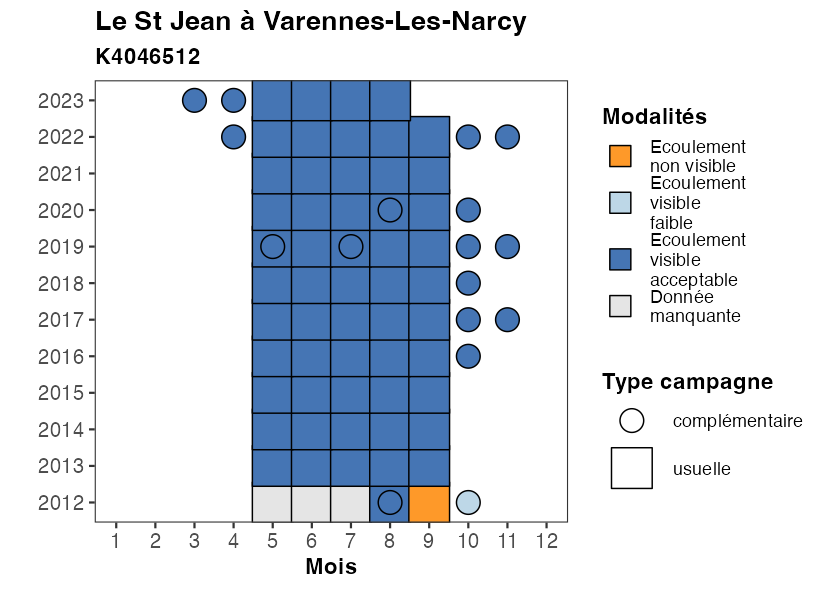 Le St Jean à Varennes-Les-Narcy
K4046512
2023
2022
2021
2020
2019
2018
2017
2016
2015
2014
2013
2012
1 2 3 4 5 6 7 8 9 10 11 12
Mois
Modalités
Ecoulement
non visible
Ecoulement
visible
faible
Ecoulement
visible
acceptable
Donnée
manquante
Type campagne
complémentaire
usuelle